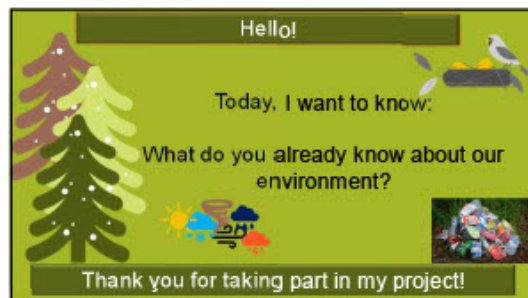 Hello!
Today, I want to know:
What do you already know about our
environment?
Thank you for taking part in my project!